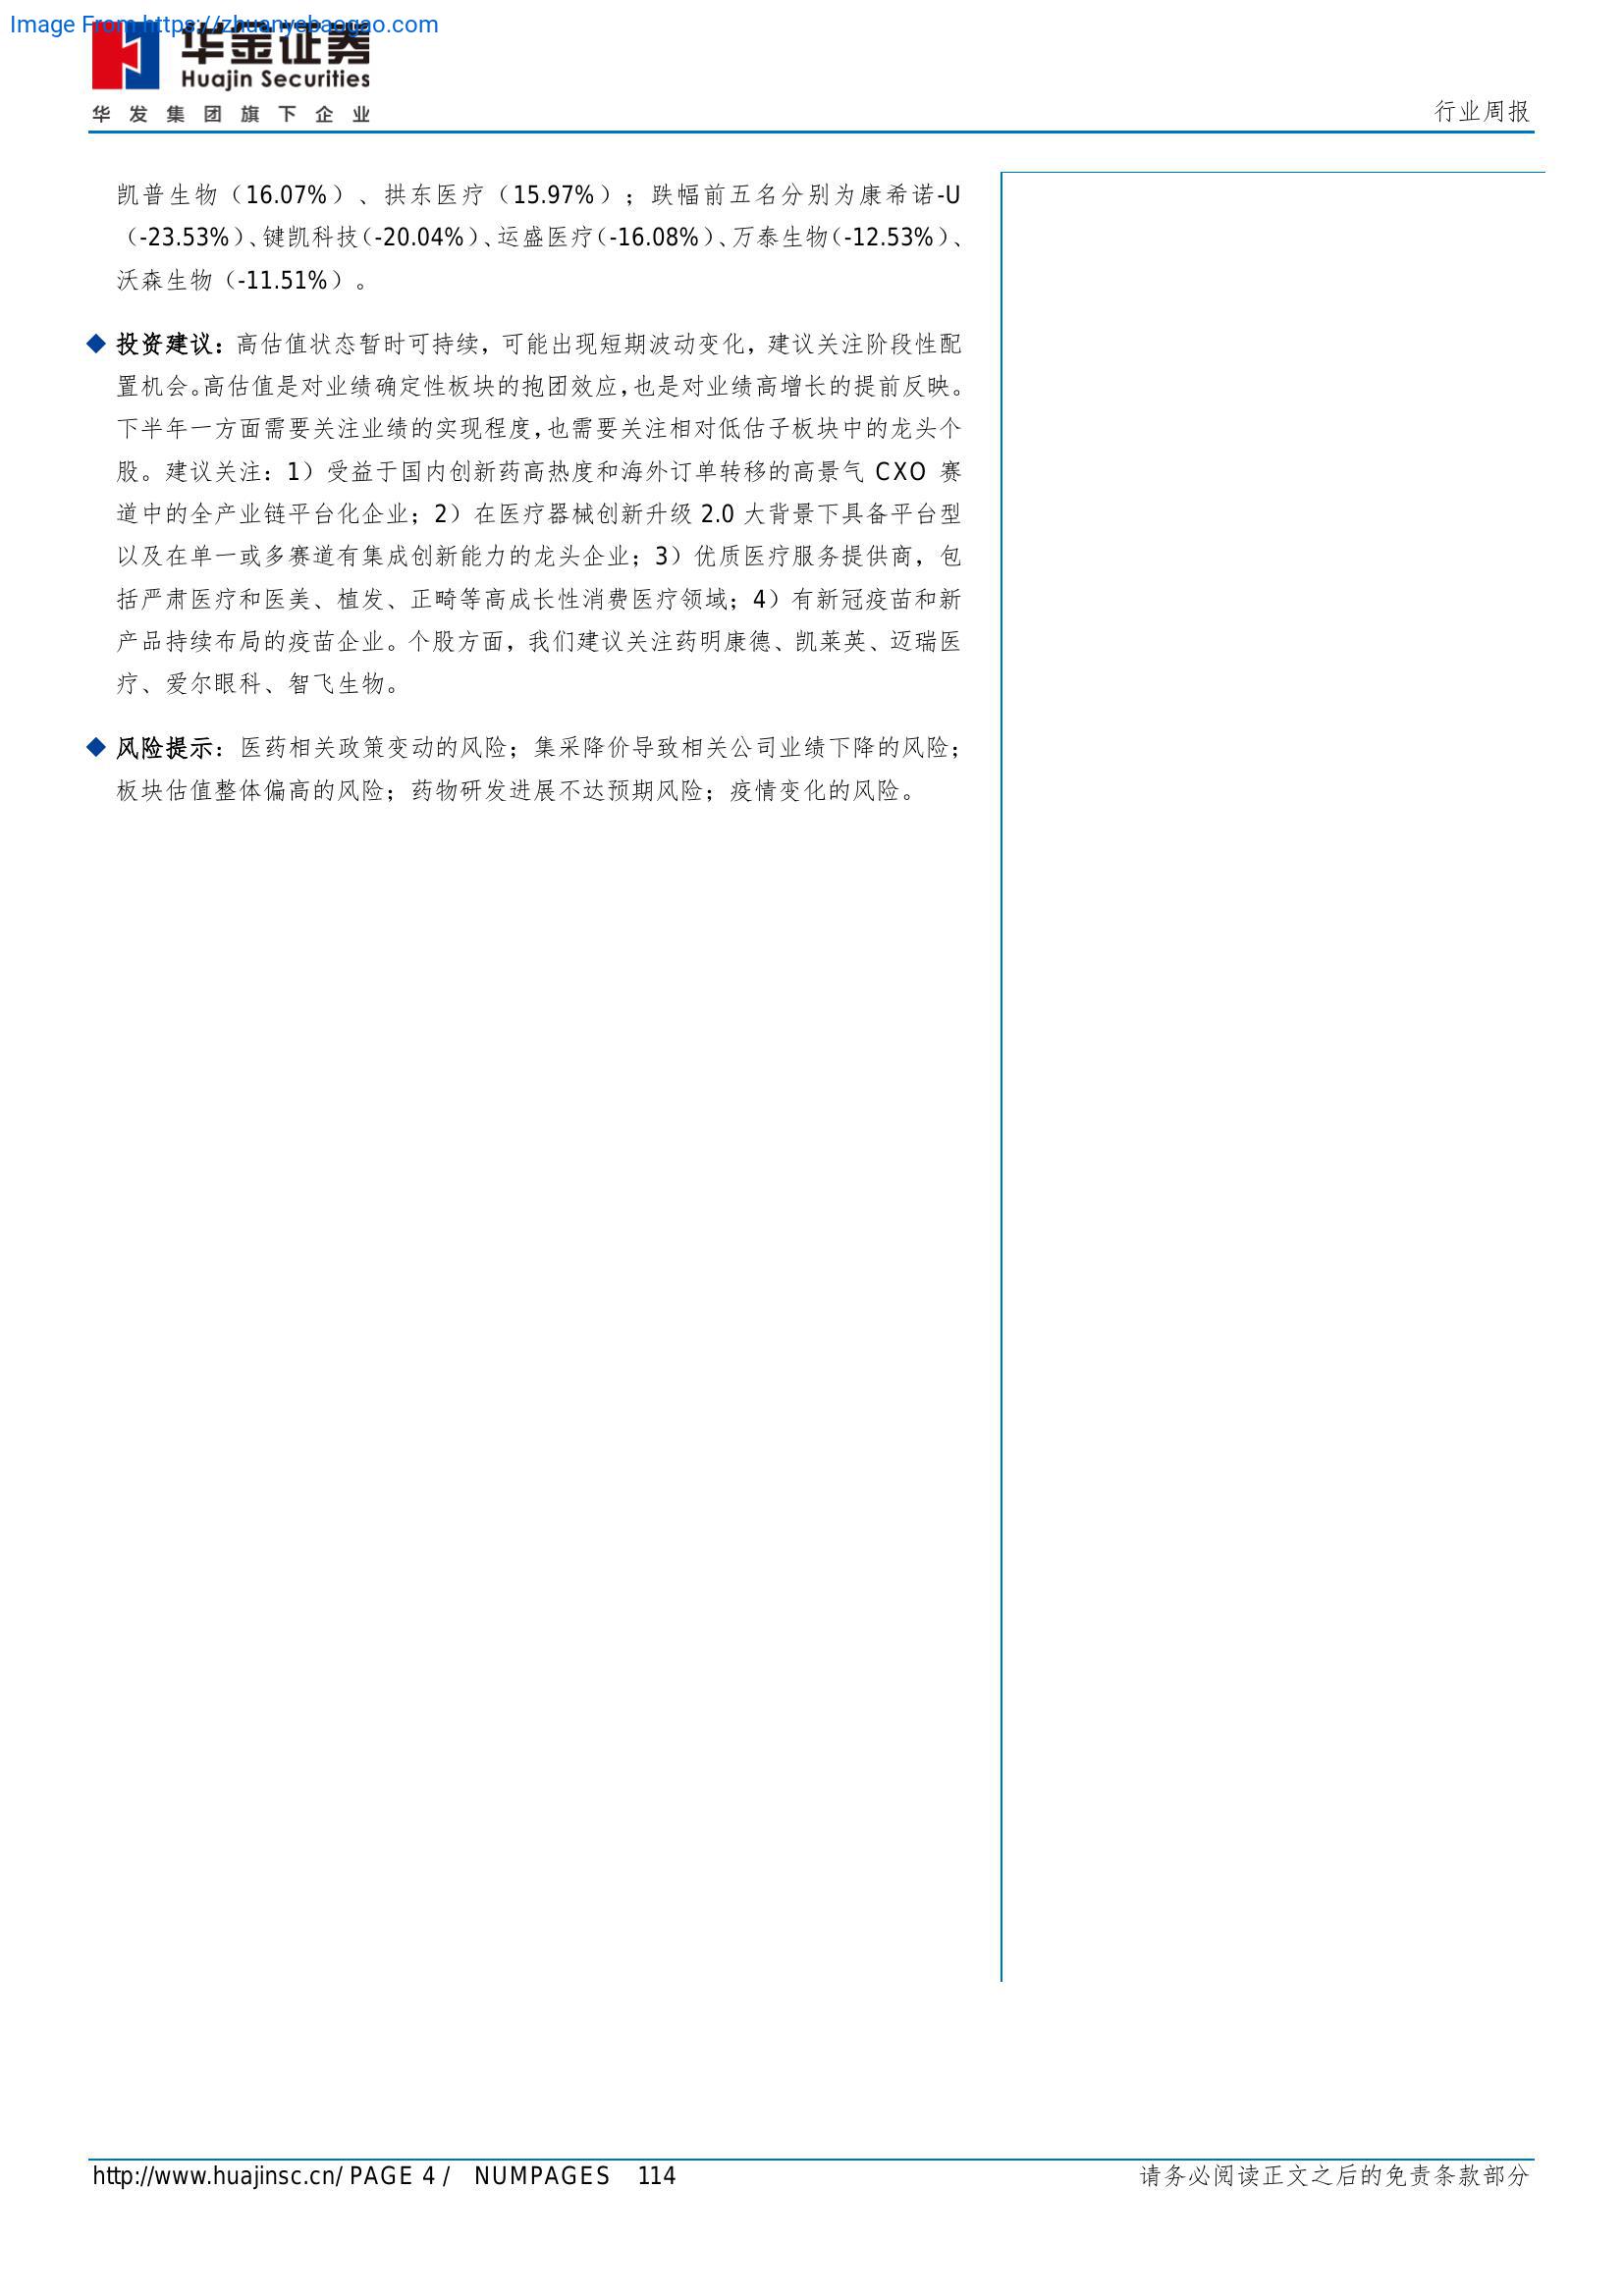 Image From https://zhuanyebaogao.com
华金证券
Huajin Securities
华发集团旗下企业
行业周报
凯普生物（16.07%）、拱东医疗（15.97%）；跌幅前五名分别为康希诺-U
（-23.53%）、键凯科技（-20.04%）、运盛医疗（-16.08%）、万泰生物（-12.53%）、
沃森生物（-11.51%）。
◆ 投资建议：高估值状态暂时可持续，可能出现短期波动变化，建议关注阶段性配
置机会。高估值是对业绩确定性板块的抱团效应，也是对业绩高增长的提前反映。
下半年一方面需要关注业绩的实现程度，也需要关注相对低估子板块中的龙头个
股。建议关注：1）受益于国内创新药高热度和海外订单转移的高景气 CXO 赛
道中的全产业链平台化企业；2）在医疗器械创新升级 2.0 大背景下具备平台型
以及在单一或多赛道有集成创新能力的龙头企业；3）优质医疗服务提供商，包
括严肃医疗和医美、植发、正畸等高成长性消费医疗领域；4）有新冠疫苗和新
产品持续布局的疫苗企业。个股方面，我们建议关注药明康德、凯莱英、迈瑞医
疗、爱尔眼科、智飞生物。
◆ 风险提示：医药相关政策变动的风险；集采降价导致相关公司业绩下降的风险；
板块估值整体偏高的风险；药物研发进展不达预期风险；疫情变化的风险。
http://www.huajinsc.cn/ PAGE 4 / NUMPAGES 114
请务必阅读正文之后的免责条款部分